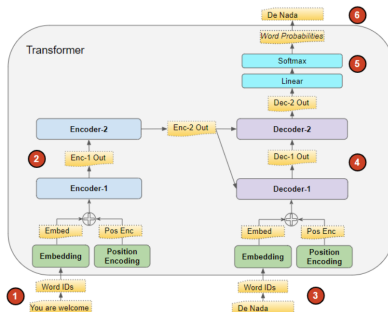 6
De Nada
Word Probabilities
Transformer
Softmax
5
Linear
Dec-2 Out
Encoder-2
Enc-2 Out
Decoder-2
2
Enc-1 Out
Dec-1 Out
4
Encoder-1
Decoder-1
Embed
Pos Enc
Embed
Pos Enc
Embedding
Position
Encoding
Embedding
Position
Encoding
1
Word IDs
Word IDs
3
You are welcome
De Nada